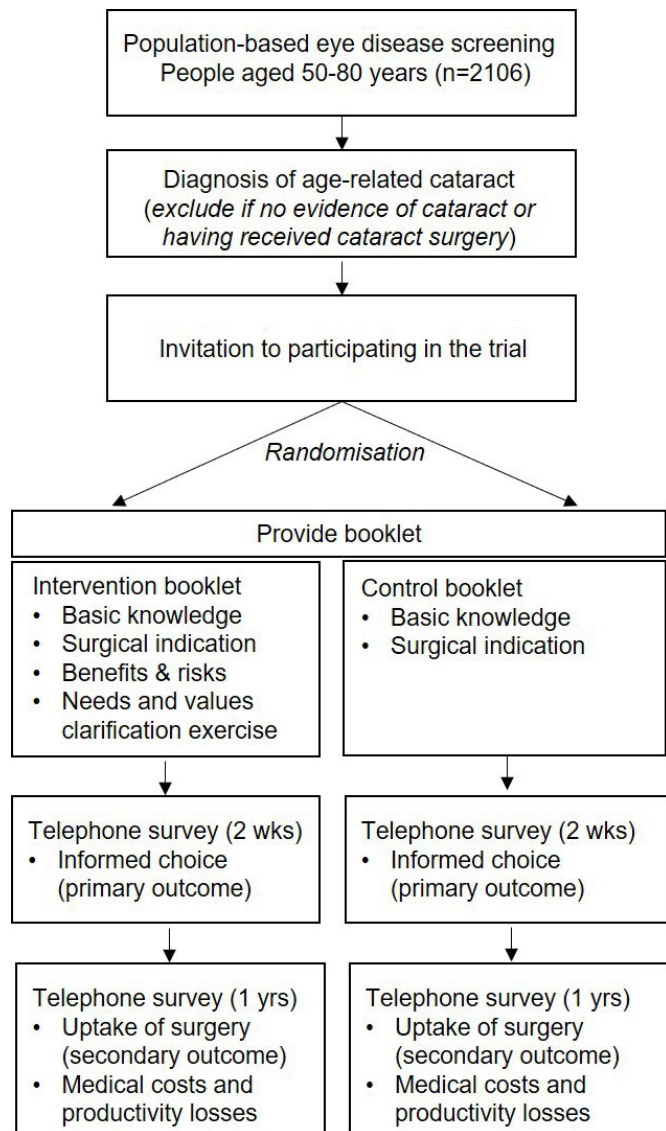 Population-based eye disease screening
People aged 50-80 years (n=2106)
Diagnosis of age-related cataract
(exclude if no evidence of cataract or
having received cataract surgery)
Invitation to participating in the trial
Randomisation
Provide booklet
Intervention booklet
• Basic knowledge
• Surgical indication
• Benefits & risks
• Needs and values
clarification exercise
Control booklet
• Basic knowledge
• Surgical indication
Telephone survey (2 wks)
• Informed choice
(primary outcome)
Telephone survey (2 wks)
• Informed choice
(primary outcome)
Telephone survey (1 yrs)
• Uptake of surgery
(secondary outcome)
• Medical costs and
productivity losses
Telephone survey (1 yrs)
• Uptake of surgery
(secondary outcome)
• Medical costs and
productivity losses